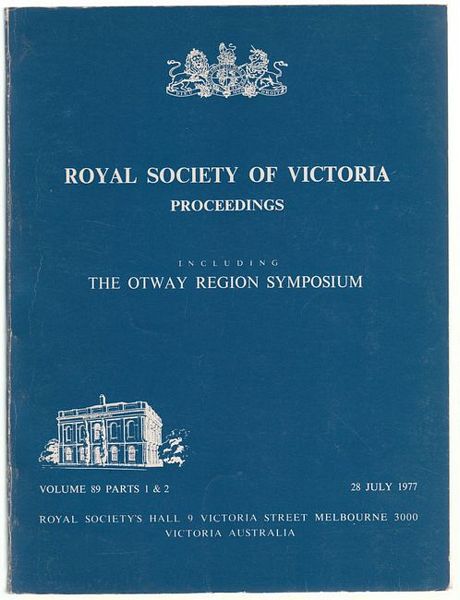 ROYAL SOCIETY OF VICTORIA
PROCEEDINGS
INCLUDING
THE OTWAY REGION SYMPOSIUM
VOLUME 89 PARTS 1 & 2
28 JULY 1977
ROYAL SOCIETY'S HALL 9 VICTORIA STREET MELBOURNE 3000
VICTORIA AUSTRALIA